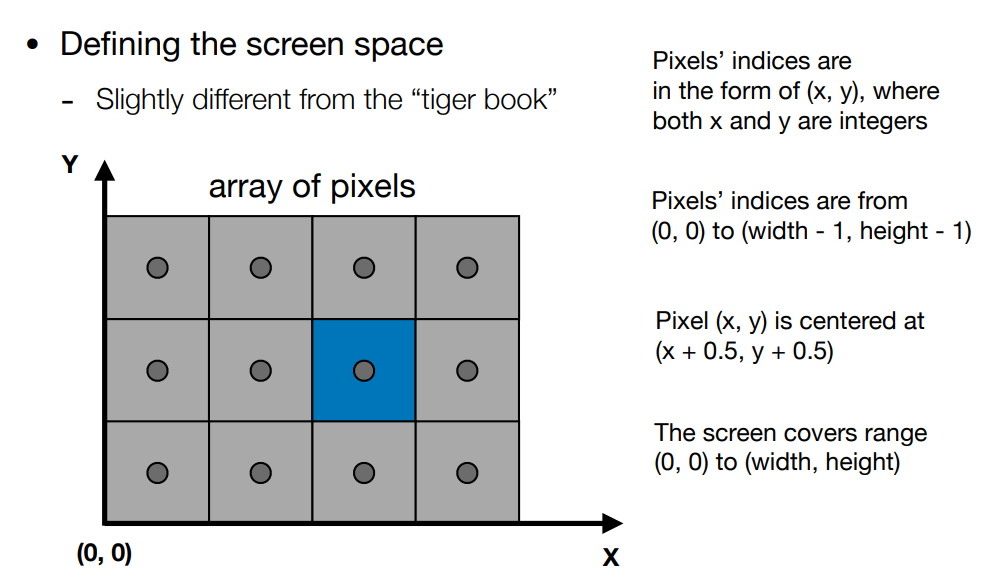 • Defining the screen space
- Slightly different from the “tiger book”
Y
array of pixels
(0, 0)
X
Pixels’ indices are
in the form of (x, y), where
both x and y are integers
Pixels’ indices are from
(0, 0) to (width - 1, height - 1)
Pixel (x, y) is centered at
(x + 0.5, y + 0.5)
The screen covers range
(0, 0) to (width, height)